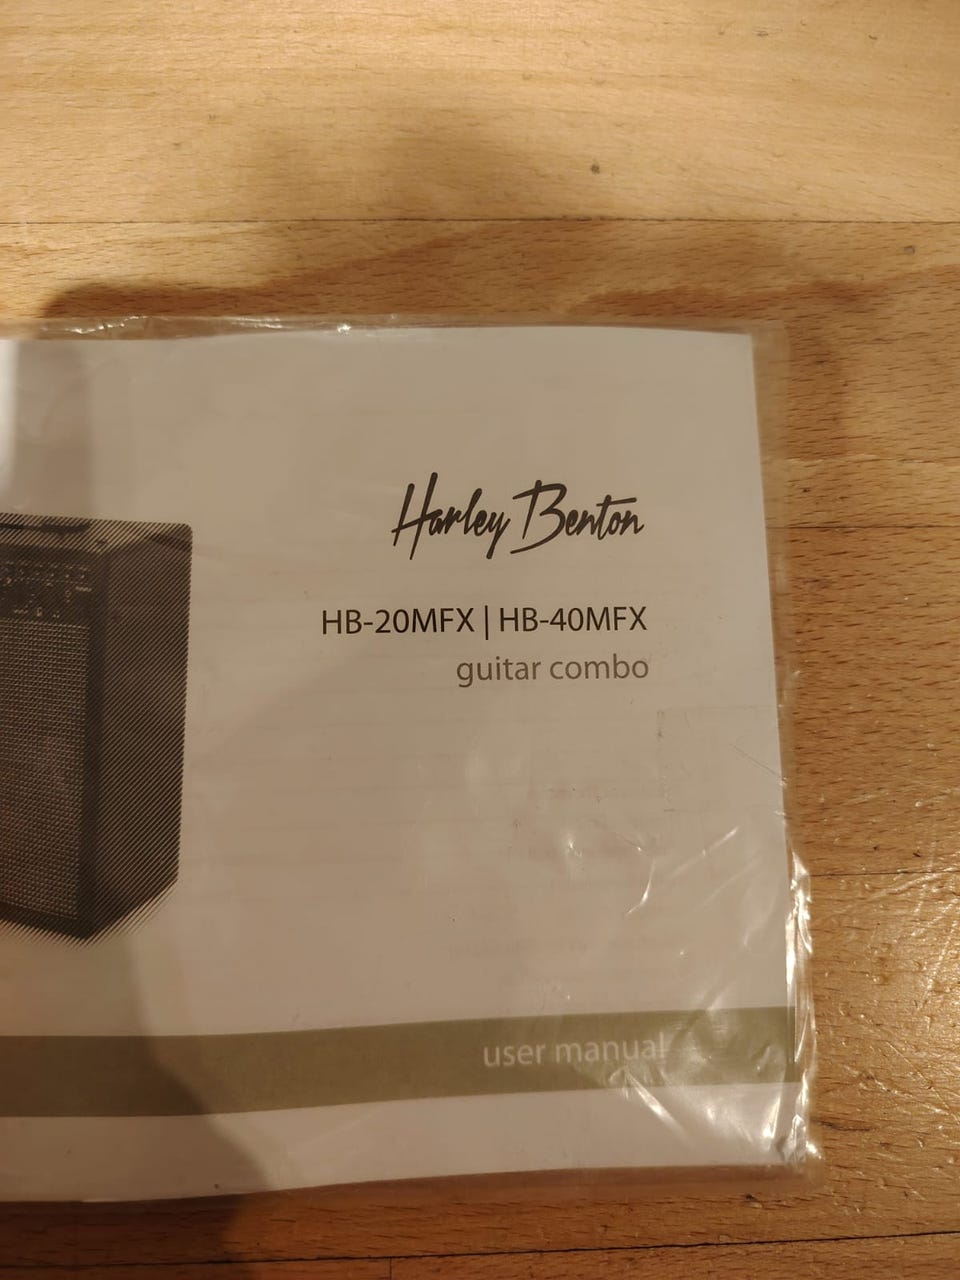 Harley Benton
HB-20MFX | HB-40MFX
guitar combo
user manual